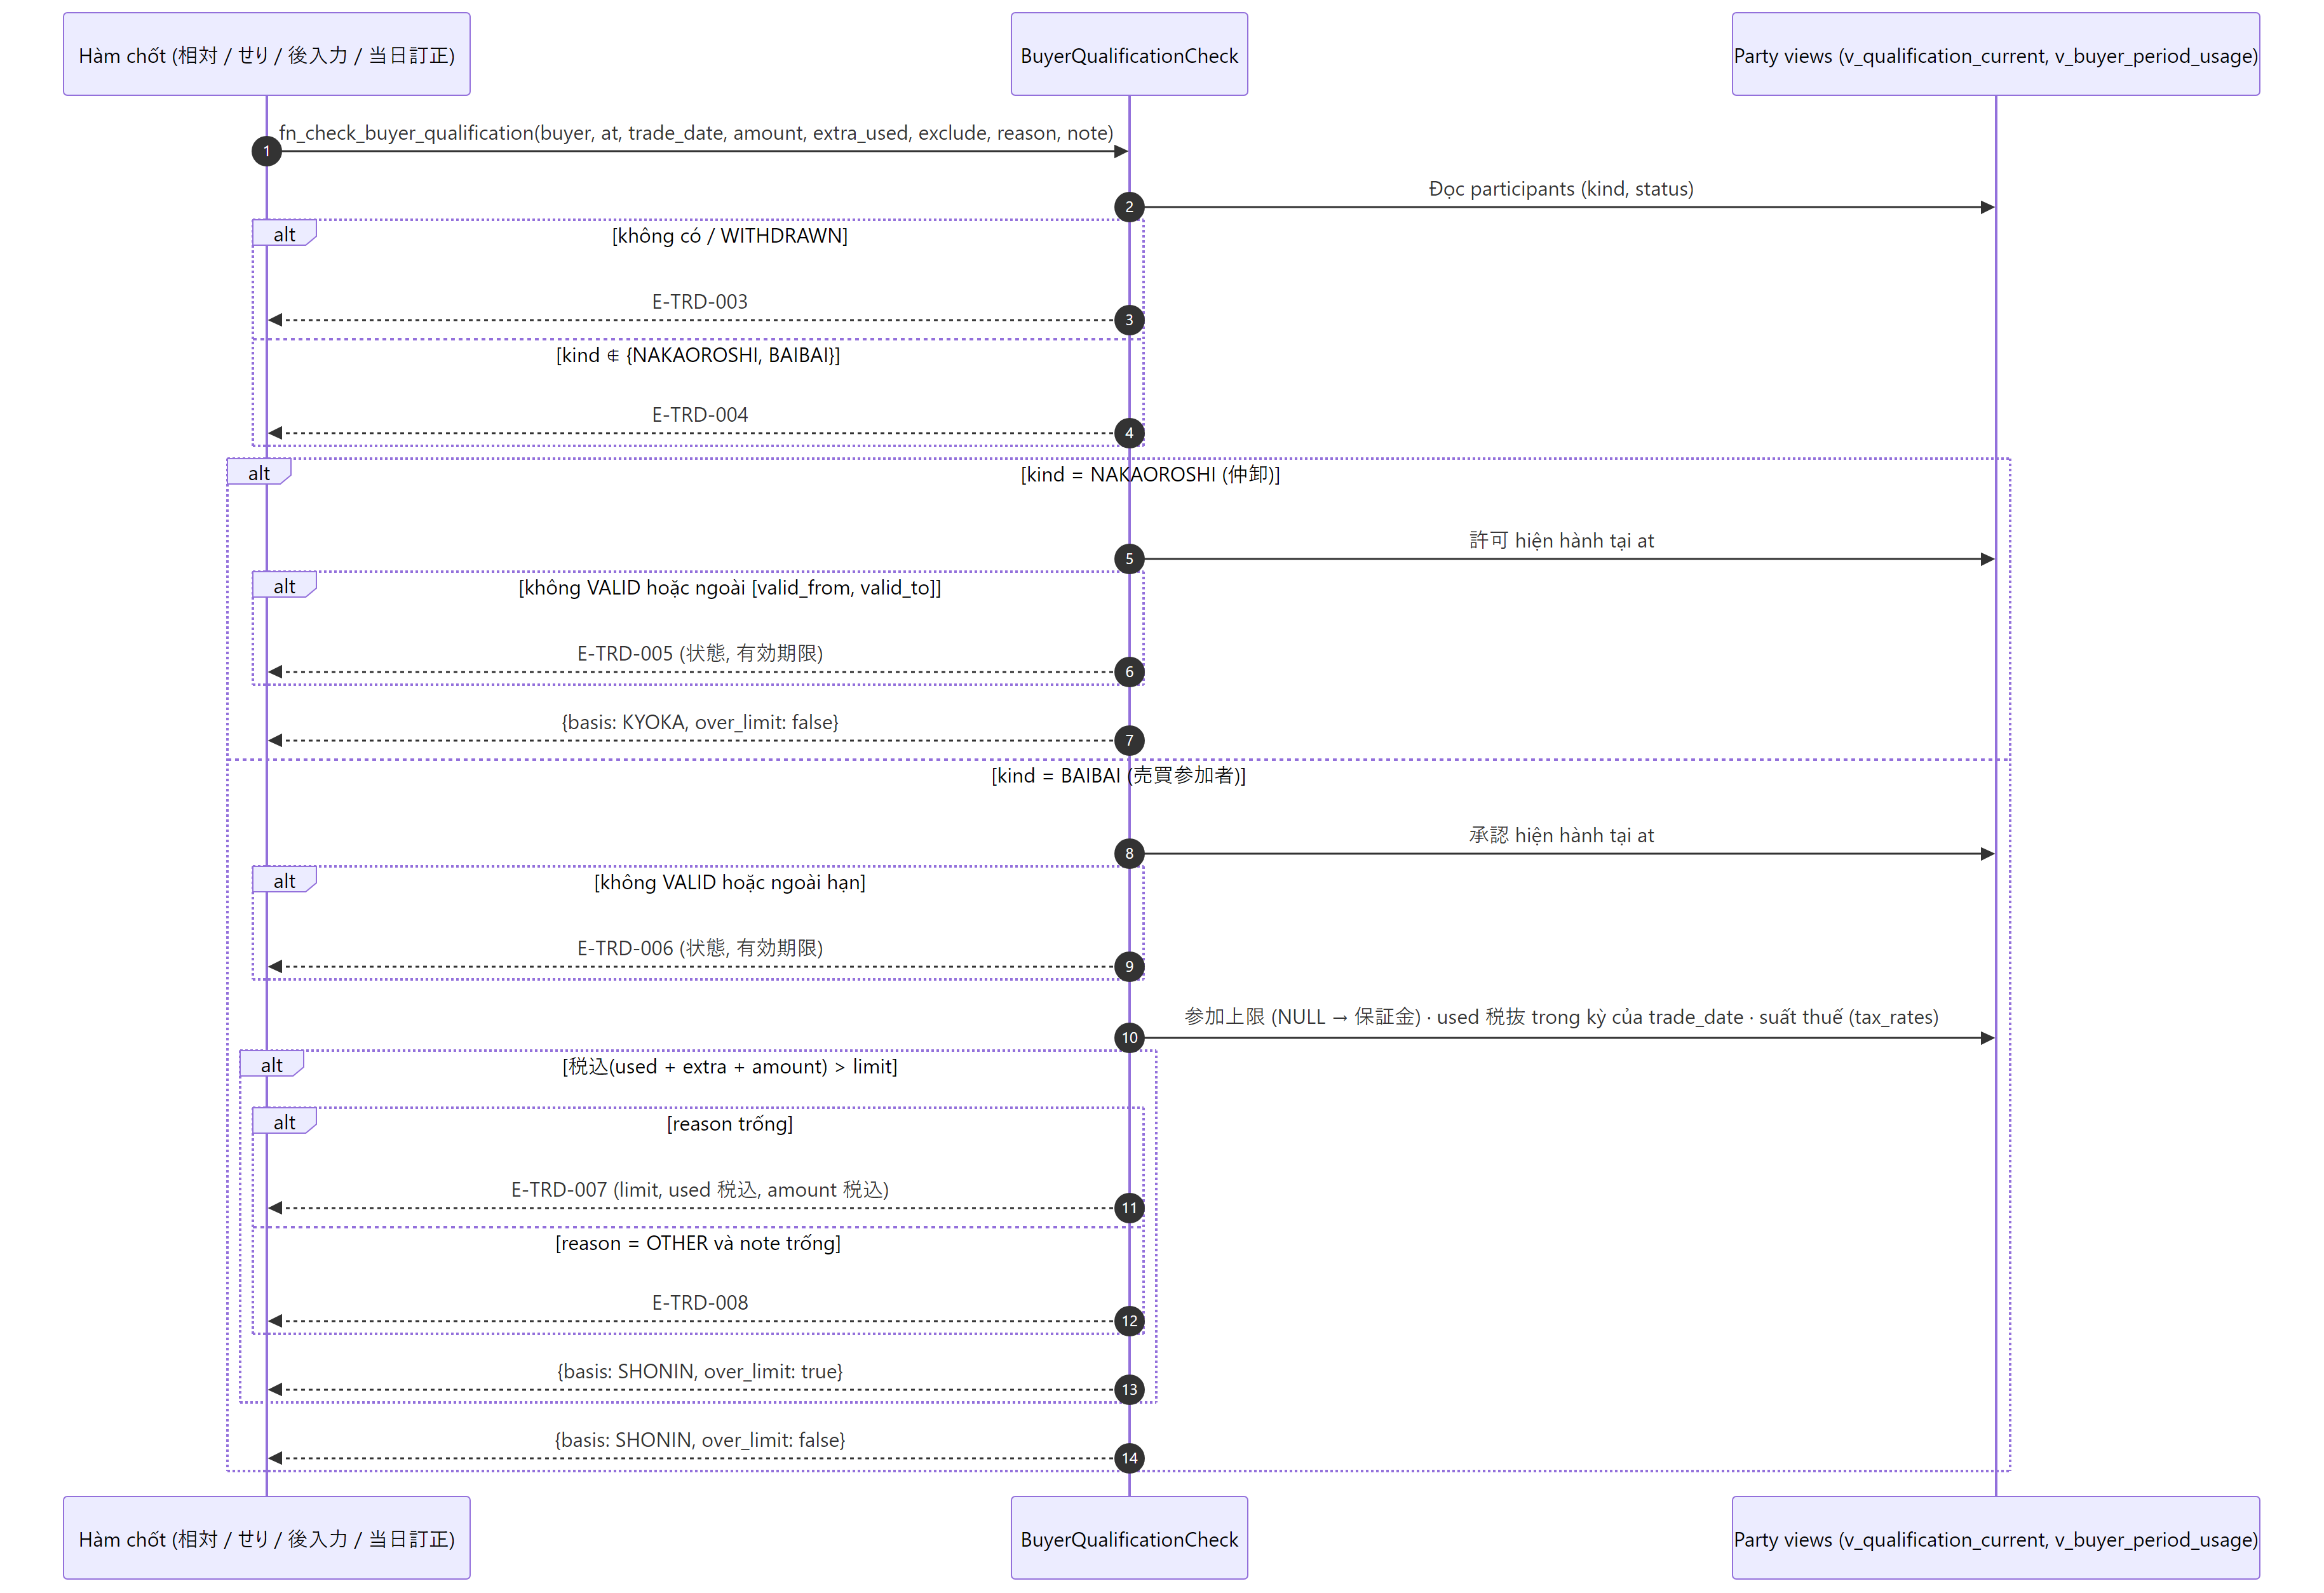 Hàm chốt (相対 / せり / 後入力 / 当日訂正)
BuyerQualificationCheck
Party views (v_qualification_current, v_buyer_period_usage)
fn_check_buyer_qualification(buyer, at, trade_date, amount, extra_used, exclude, reason, note)
1
Đọc participants (kind, status)
2
alt
[không có / WITHDRAWN]
E-TRD-003
3
[kind ∉ {NAKAOROSHI, BAIBAI}]
E-TRD-004
4
alt
[kind = NAKAOROSHI (仲卸)]
許可 hiện hành tại at
5
alt
[không VALID hoặc ngoài [valid_from, valid_to]]
E-TRD-005 (状態, 有効期限)
6
{basis: KYOKA, over_limit: false}
7
[kind = BAIBAI (売買参加者)]
承認 hiện hành tại at
8
alt
[không VALID hoặc ngoài hạn]
E-TRD-006 (状態, 有効期限)
9
参加上限 (NULL → 保証金) · used 税抜 trong kỳ của trade_date · suất thuế (tax_rates)
10
alt
[税込(used + extra + amount) > limit]
alt
[reason trống]
E-TRD-007 (limit, used 税込, amount 税込)
11
[reason = OTHER và note trống]
E-TRD-008
12
{basis: SHONIN, over_limit: true}
13
{basis: SHONIN, over_limit: false}
14
Hàm chốt (相対 / せり / 後入力 / 当日訂正)
BuyerQualificationCheck
Party views (v_qualification_current, v_buyer_period_usage)